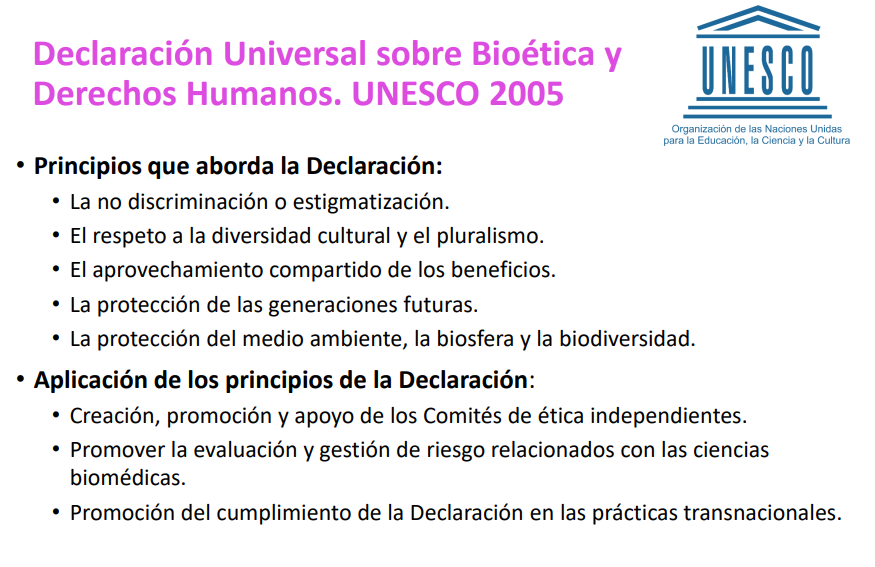 Declaración Universal sobre Bioética y
Derechos Humanos. UNESCO 2005
UNESCO
Organización de las Naciones Unidas
para la Educación, la Ciencia y la Cultura
• Principios que aborda la Declaración:
• La no discriminación o estigmatización.
• El respeto a la diversidad cultural y el pluralismo.
• El aprovechamiento compartido de los beneficios.
• La protección de las generaciones futuras.
• La protección del medio ambiente, la biosfera y la biodiversidad.
• Aplicación de los principios de la Declaración:
• Creación, promoción y apoyo de los Comités de ética independientes.
• Promover la evaluación y gestión de riesgo relacionados con las ciencias
biomédicas.
• Promoción del cumplimiento de la Declaración en las prácticas transnacionales.